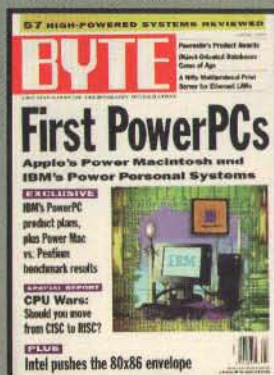 57 HIGH-POWERED SYSTEMS REVIEWED
BYTE
Powersoft's Product Awards
Object-Oriented Databases
Come of Age
A Nifty Multiprotocol Print
Server for Ethernet LANs
First PowerPCs
Apple's Power Macintosh and
IBM's Power Personal Systems
EXCLUSIVE
IBM's PowerPC
product plans,
plus Power Mac
vs. Pentium
benchmark results
IBM
SPECIAL REPORT
CPU Wars:
Should you move
from CISC to RISC?
PLUS
Intel pushes the 80x86 envelope